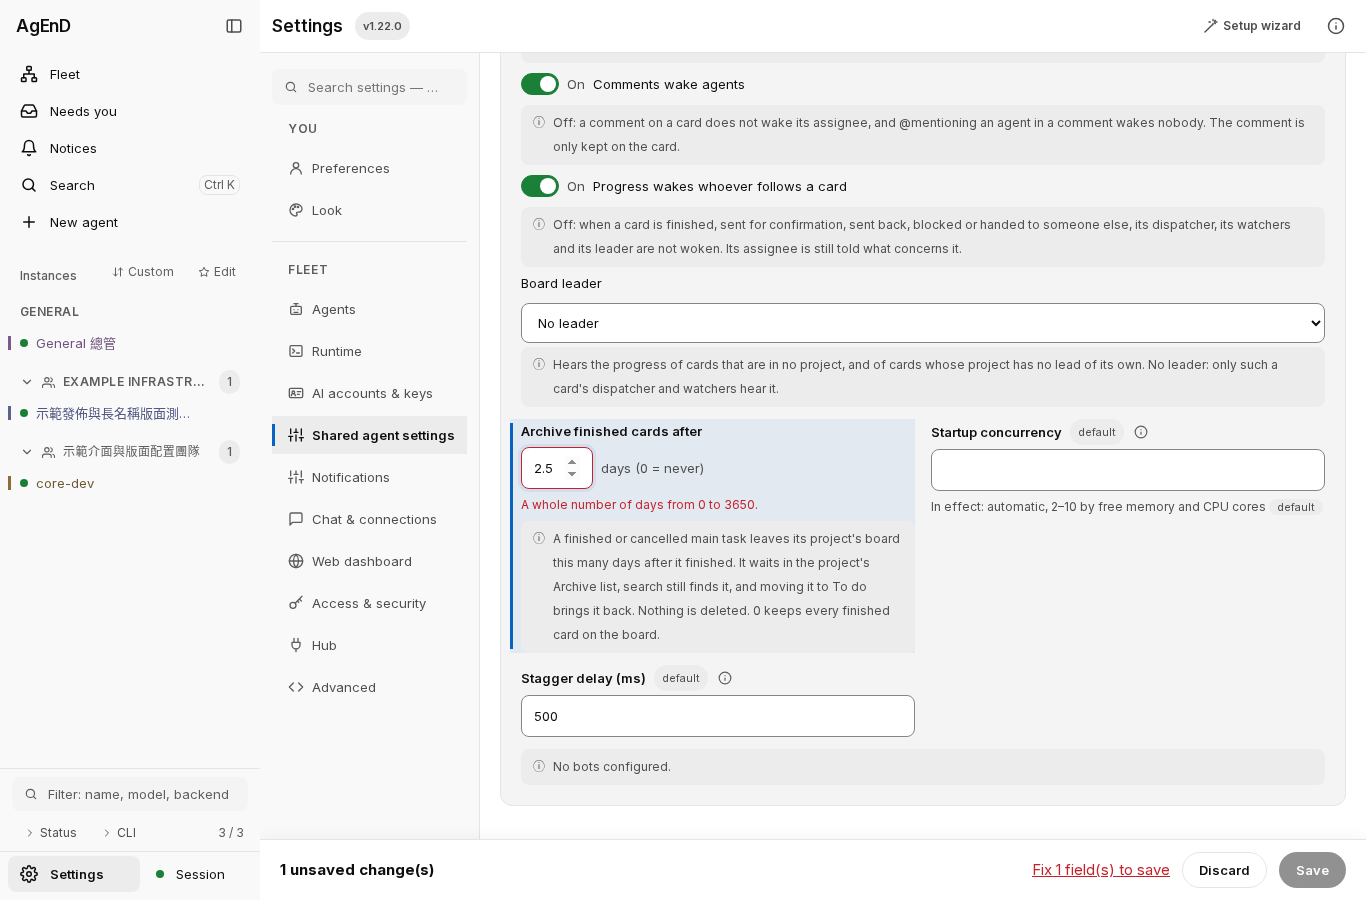 AgEnD
Settings
v1.22.0
Setup wizard
Fleet
Needs you
Notices
Search
Ctrl K
New agent
Instances
Custom
Edit
GENERAL
General 總管
EXAMPLE INFRASTR...
1
示範發佈與長名稱版面測...
示範介面與版面配置團隊
1
core-dev
Filter: name, model, backend
Status
CLI
3 / 3
Settings
Session
Search settings — ...
YOU
Preferences
Look
FLEET
Agents
Runtime
AI accounts & keys
Shared agent settings
Notifications
Chat & connections
Web dashboard
Access & security
Hub
Advanced
On Comments wake agents
Off: a comment on a card does not wake its assignee, and @mentioning an agent in a comment wakes nobody. The comment is
only kept on the card.
On Progress wakes whoever follows a card
Off: when a card is finished, sent for confirmation, sent back, blocked or handed to someone else, its dispatcher, its watchers
and its leader are not woken. Its assignee is still told what concerns it.
Board leader
No leader
Hears the progress of cards that are in no project, and of cards whose project has no lead of its own. No leader: only such a
card's dispatcher and watchers hear it.
Archive finished cards after
2.5
days (0 = never)
A whole number of days from 0 to 3650.
A finished or cancelled main task leaves its project's board
this many days after it finished. It waits in the project's
Archive list, search still finds it, and moving it to To do
brings it back. Nothing is deleted. 0 keeps every finished
card on the board.
Startup concurrency
default
In effect: automatic, 2–10 by free memory and CPU cores default
Stagger delay (ms)
default
500
No bots configured.
1 unsaved change(s)
Fix 1 field(s) to save
Discard
Save